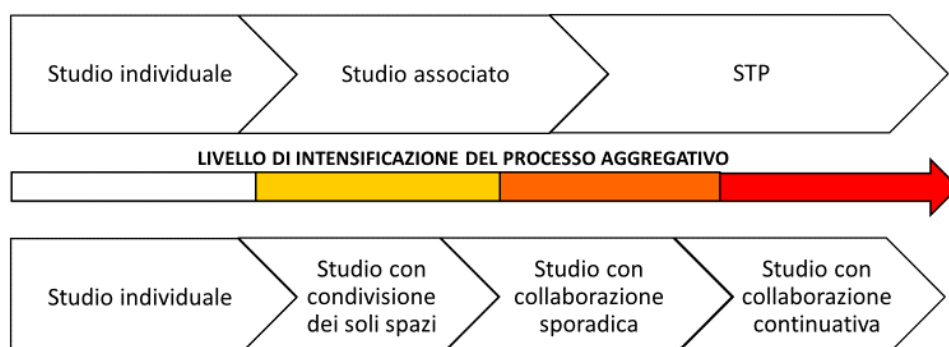 Studio individuale
Studio associato
STP
LIVELLO DI INTENSIFICAZIONE DEL PROCESSO AGGREGATIVO
Studio individuale
Studio con
condivisione
dei soli spazi
Studio con
collaborazione
sporadica
Studio con
collaborazione
continuativa